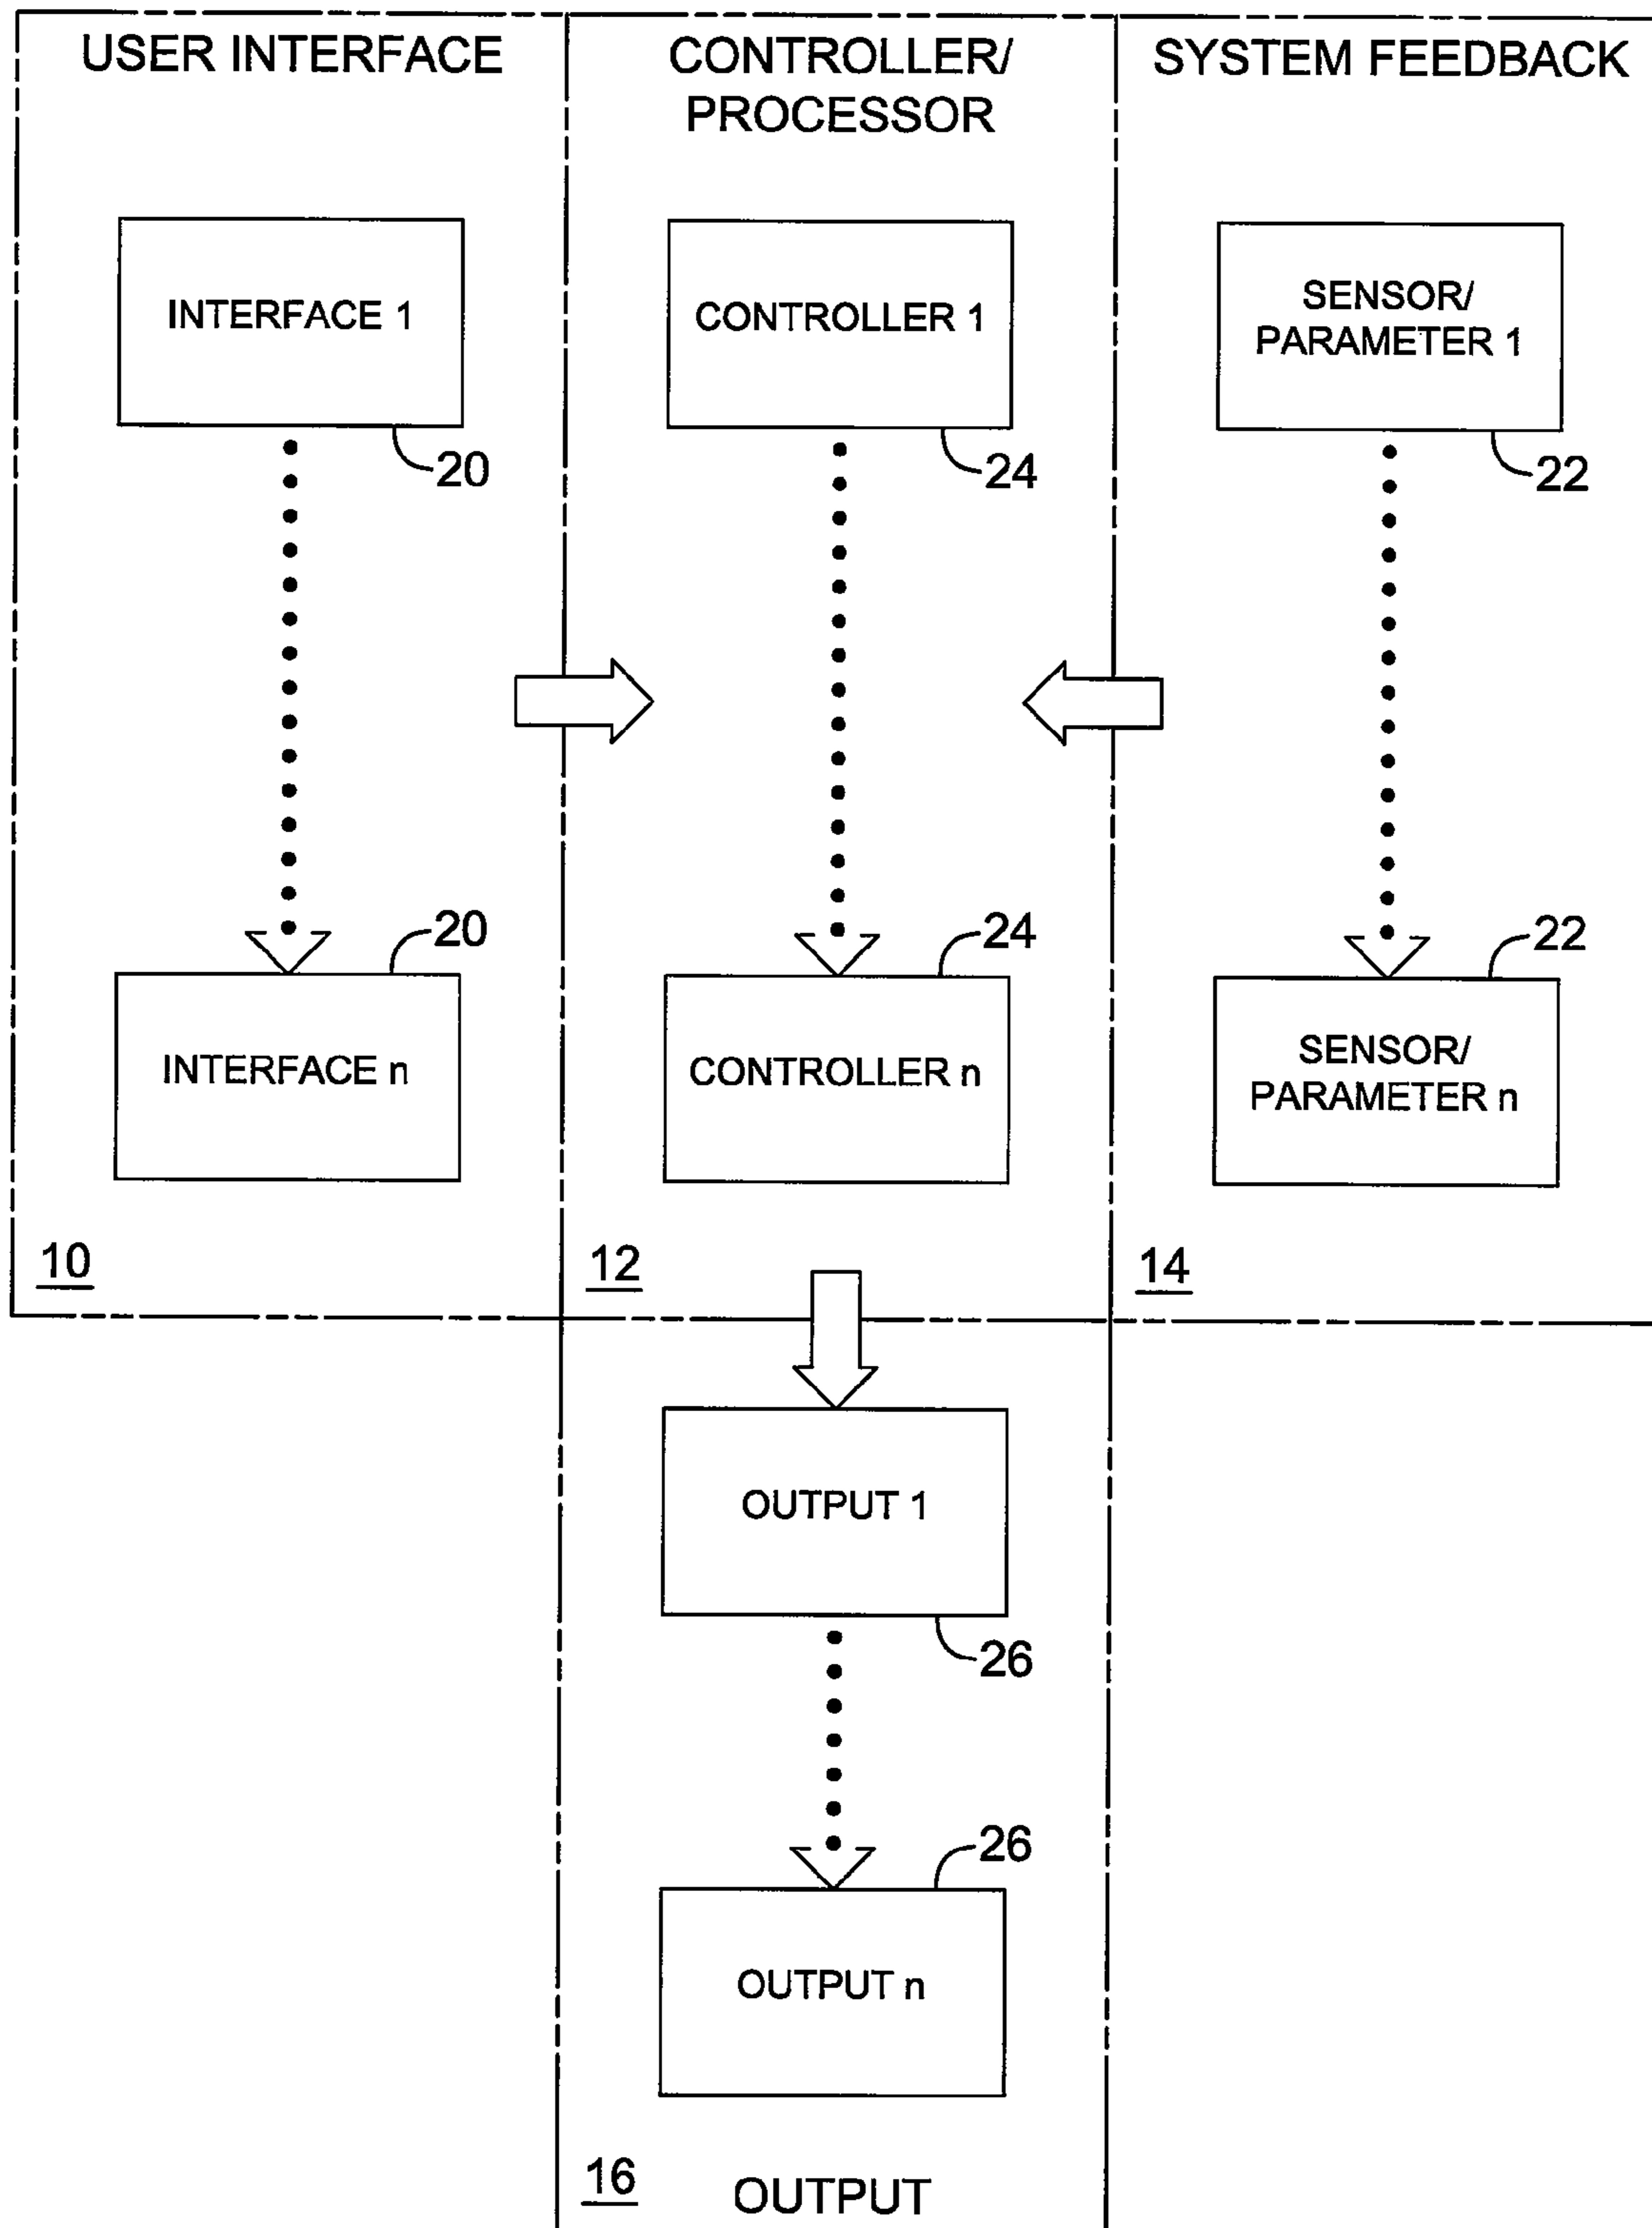 USER INTERFACE
CONTROLLER/
PROCESSOR
SYSTEM FEEDBACK
INTERFACE 1
CONTROLLER 1
SENSOR/
PARAMETER 1
20
24
22
20
24
22
INTERFACE n
CONTROLLER n
SENSOR/
PARAMETER n
10
12
14
OUTPUT 1
26
26
OUTPUT n
16
OUTPUT